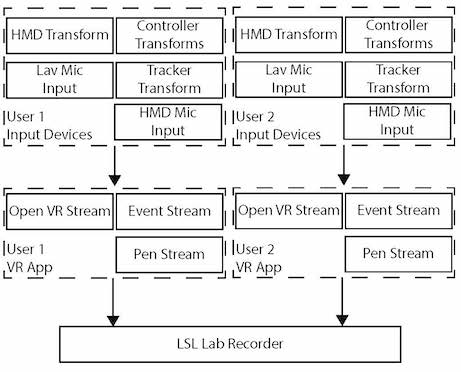 HMD Transform
Controller
Transforms
Lav Mic
Input
Tracker
Transform
User 1
Input Devices
HMD Mic
Input
HMD Transform
Controller
Transforms
Lav Mic
Input
Tracker
Transform
User 2
Input Devices
HMD Mic
Input
Open VR Stream
Event Stream
User 1
VR App
Pen Stream
Open VR Stream
Event Stream
User 2
VR App
Pen Stream
LSL Lab Recorder